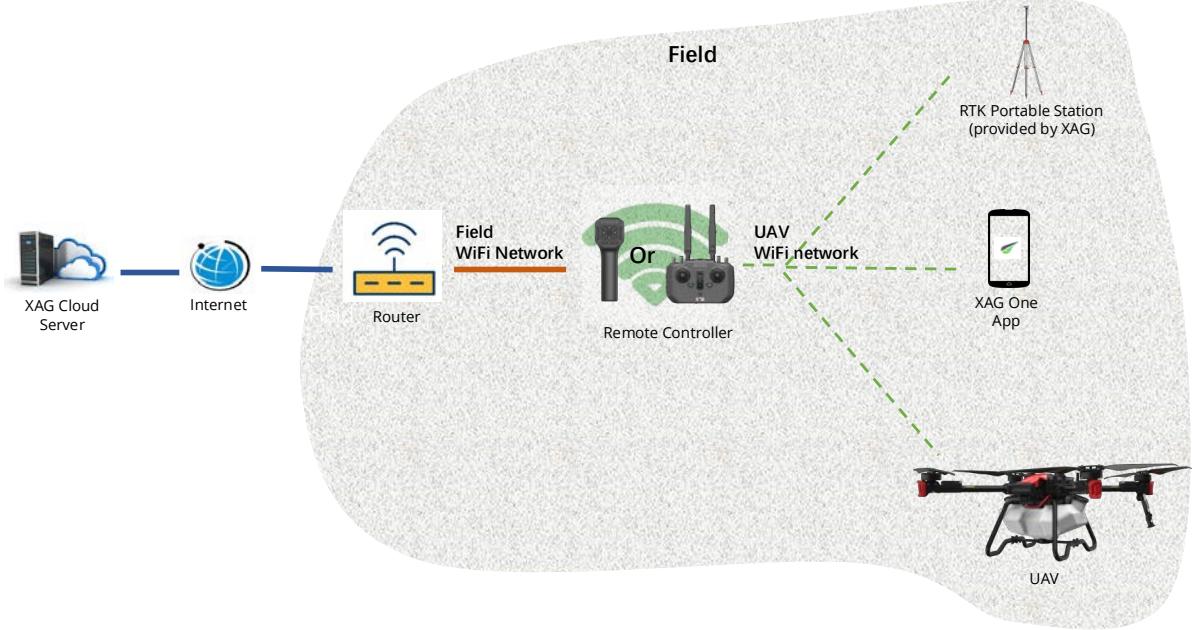 Field
RTK Portable Station
(provided by XAG)
Field
WiFi Network
Or
UAV
WiFi network
XAG Cloud
Server
Internet
Router
Remote Controller
XAG One
App
UAV